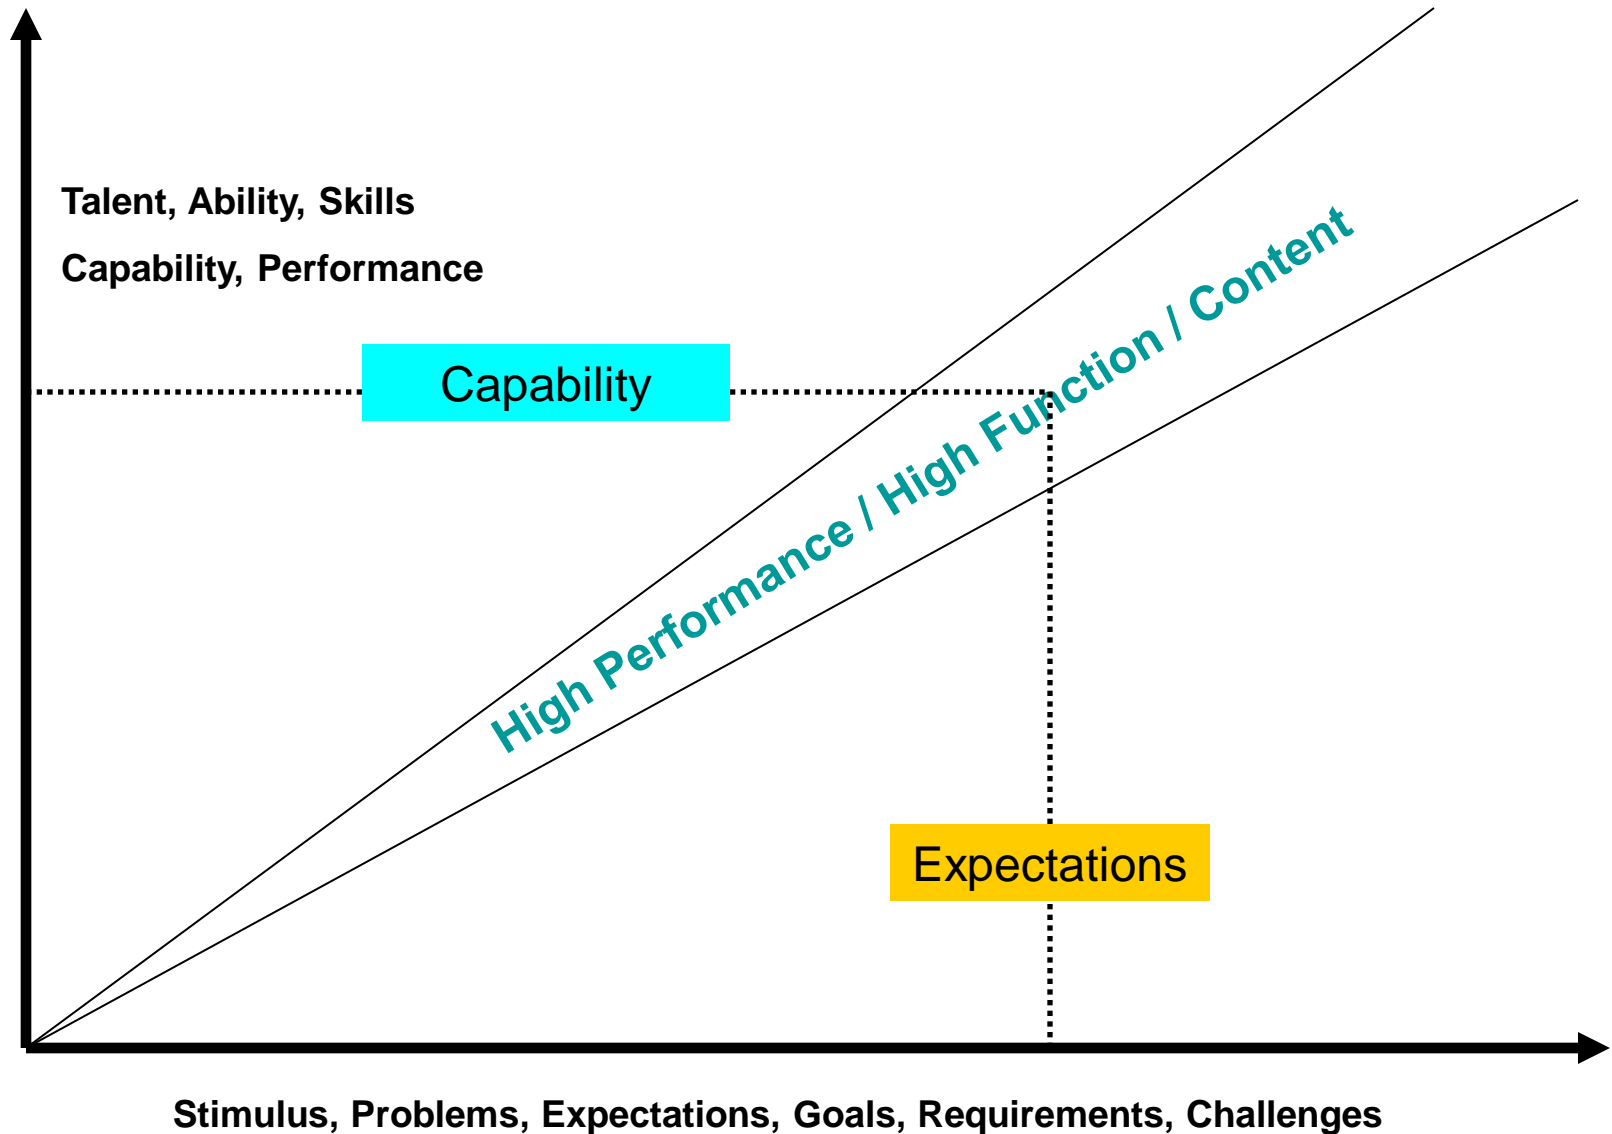 Talent, Ability, Skills
Capability, Performance
Capability
High Performance / High Function / Content
Expectations
Stimulus, Problems, Expectations, Goals, Requirements, Challenges